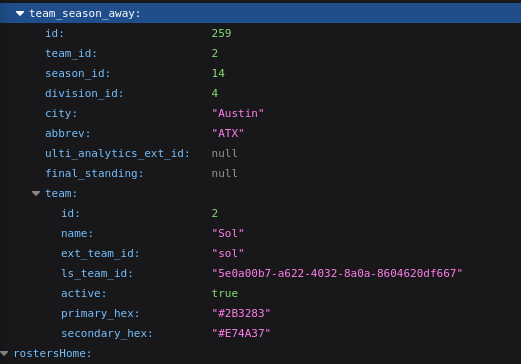 team_season_away:
id: 259
team_id: 2
season_id: 14
division_id: 4
city: "Austin"
abbrev: "ATX"
ulti_analytics_ext_id: null
final_standing: null
team:
id: 2
name: "Sol"
ext_team_id: "sol"
ls_team_id: "5e0a00b7-a622-4032-8a0a-8604620df667"
active: true
primary_hex: "#2B3283"
secondary_hex: "#E74A37"
rostersHome: